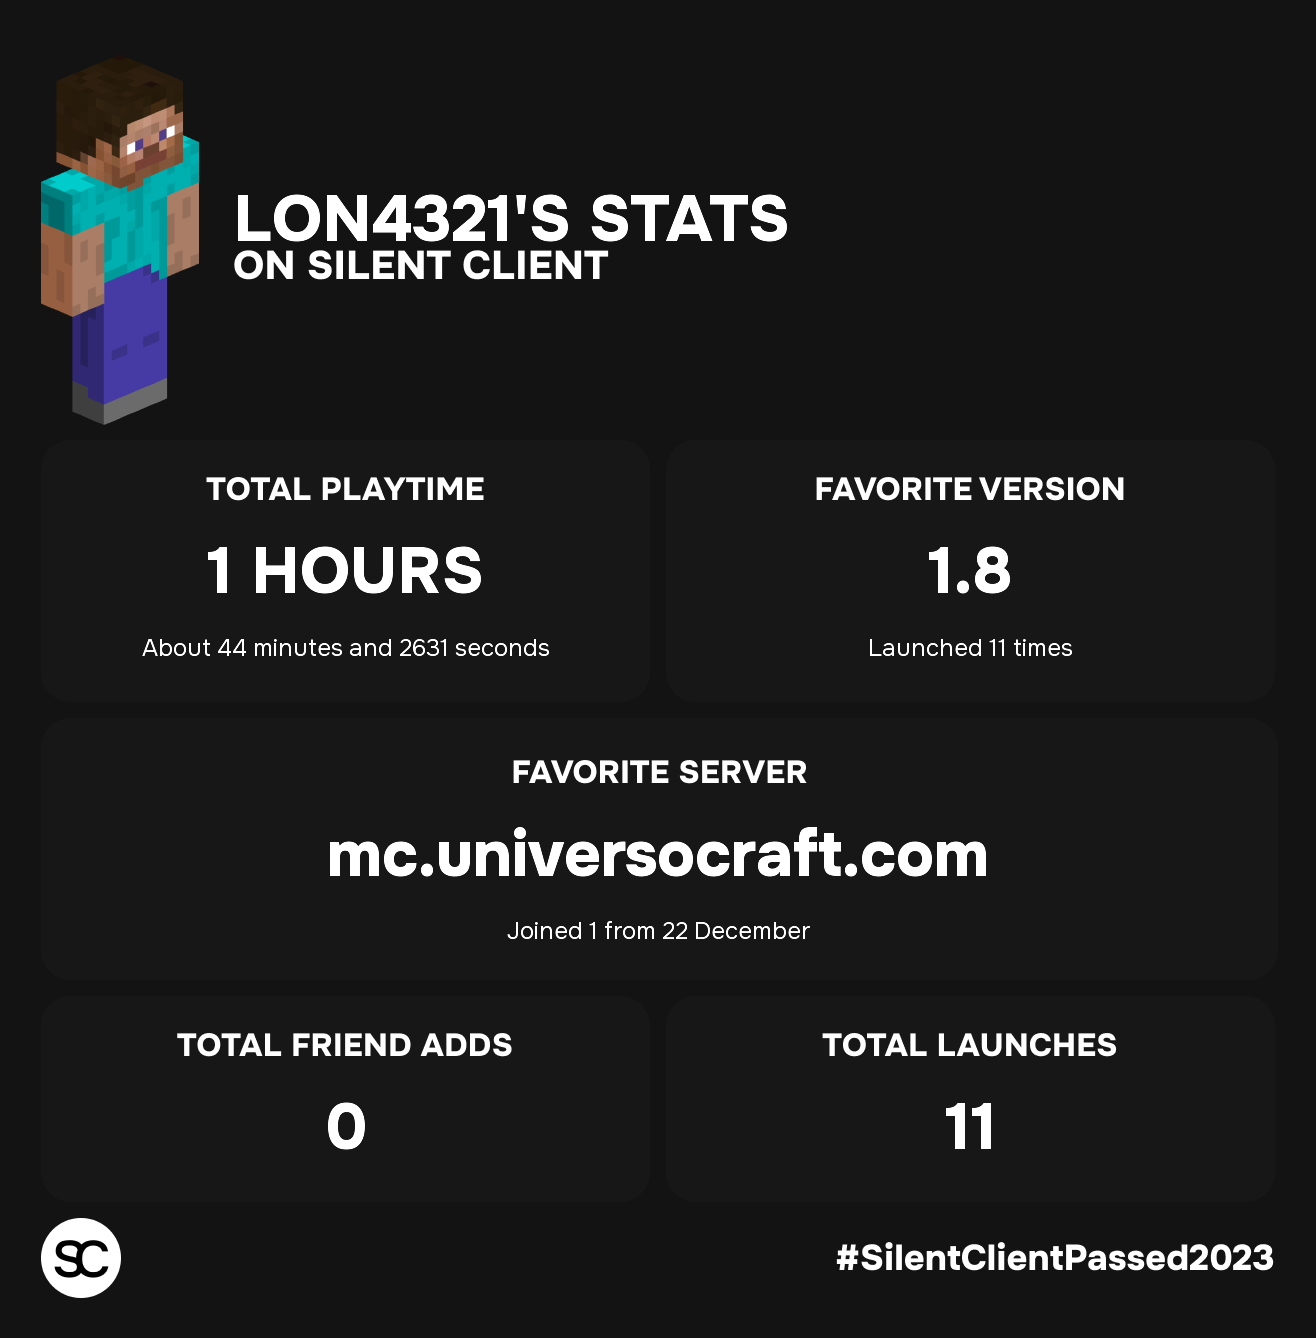 LON4321'S STATS
ON SILENT CLIENT
TOTAL PLAYTIME
1 HOURS
About 44 minutes and 2631 seconds
FAVORITE VERSION
1.8
Launched 11 times
FAVORITE SERVER
mc.universocraft.com
Joined 1 from 22 December
TOTAL FRIEND ADDS
0
TOTAL LAUNCHES
11
SC
#SilentClientPassed2023